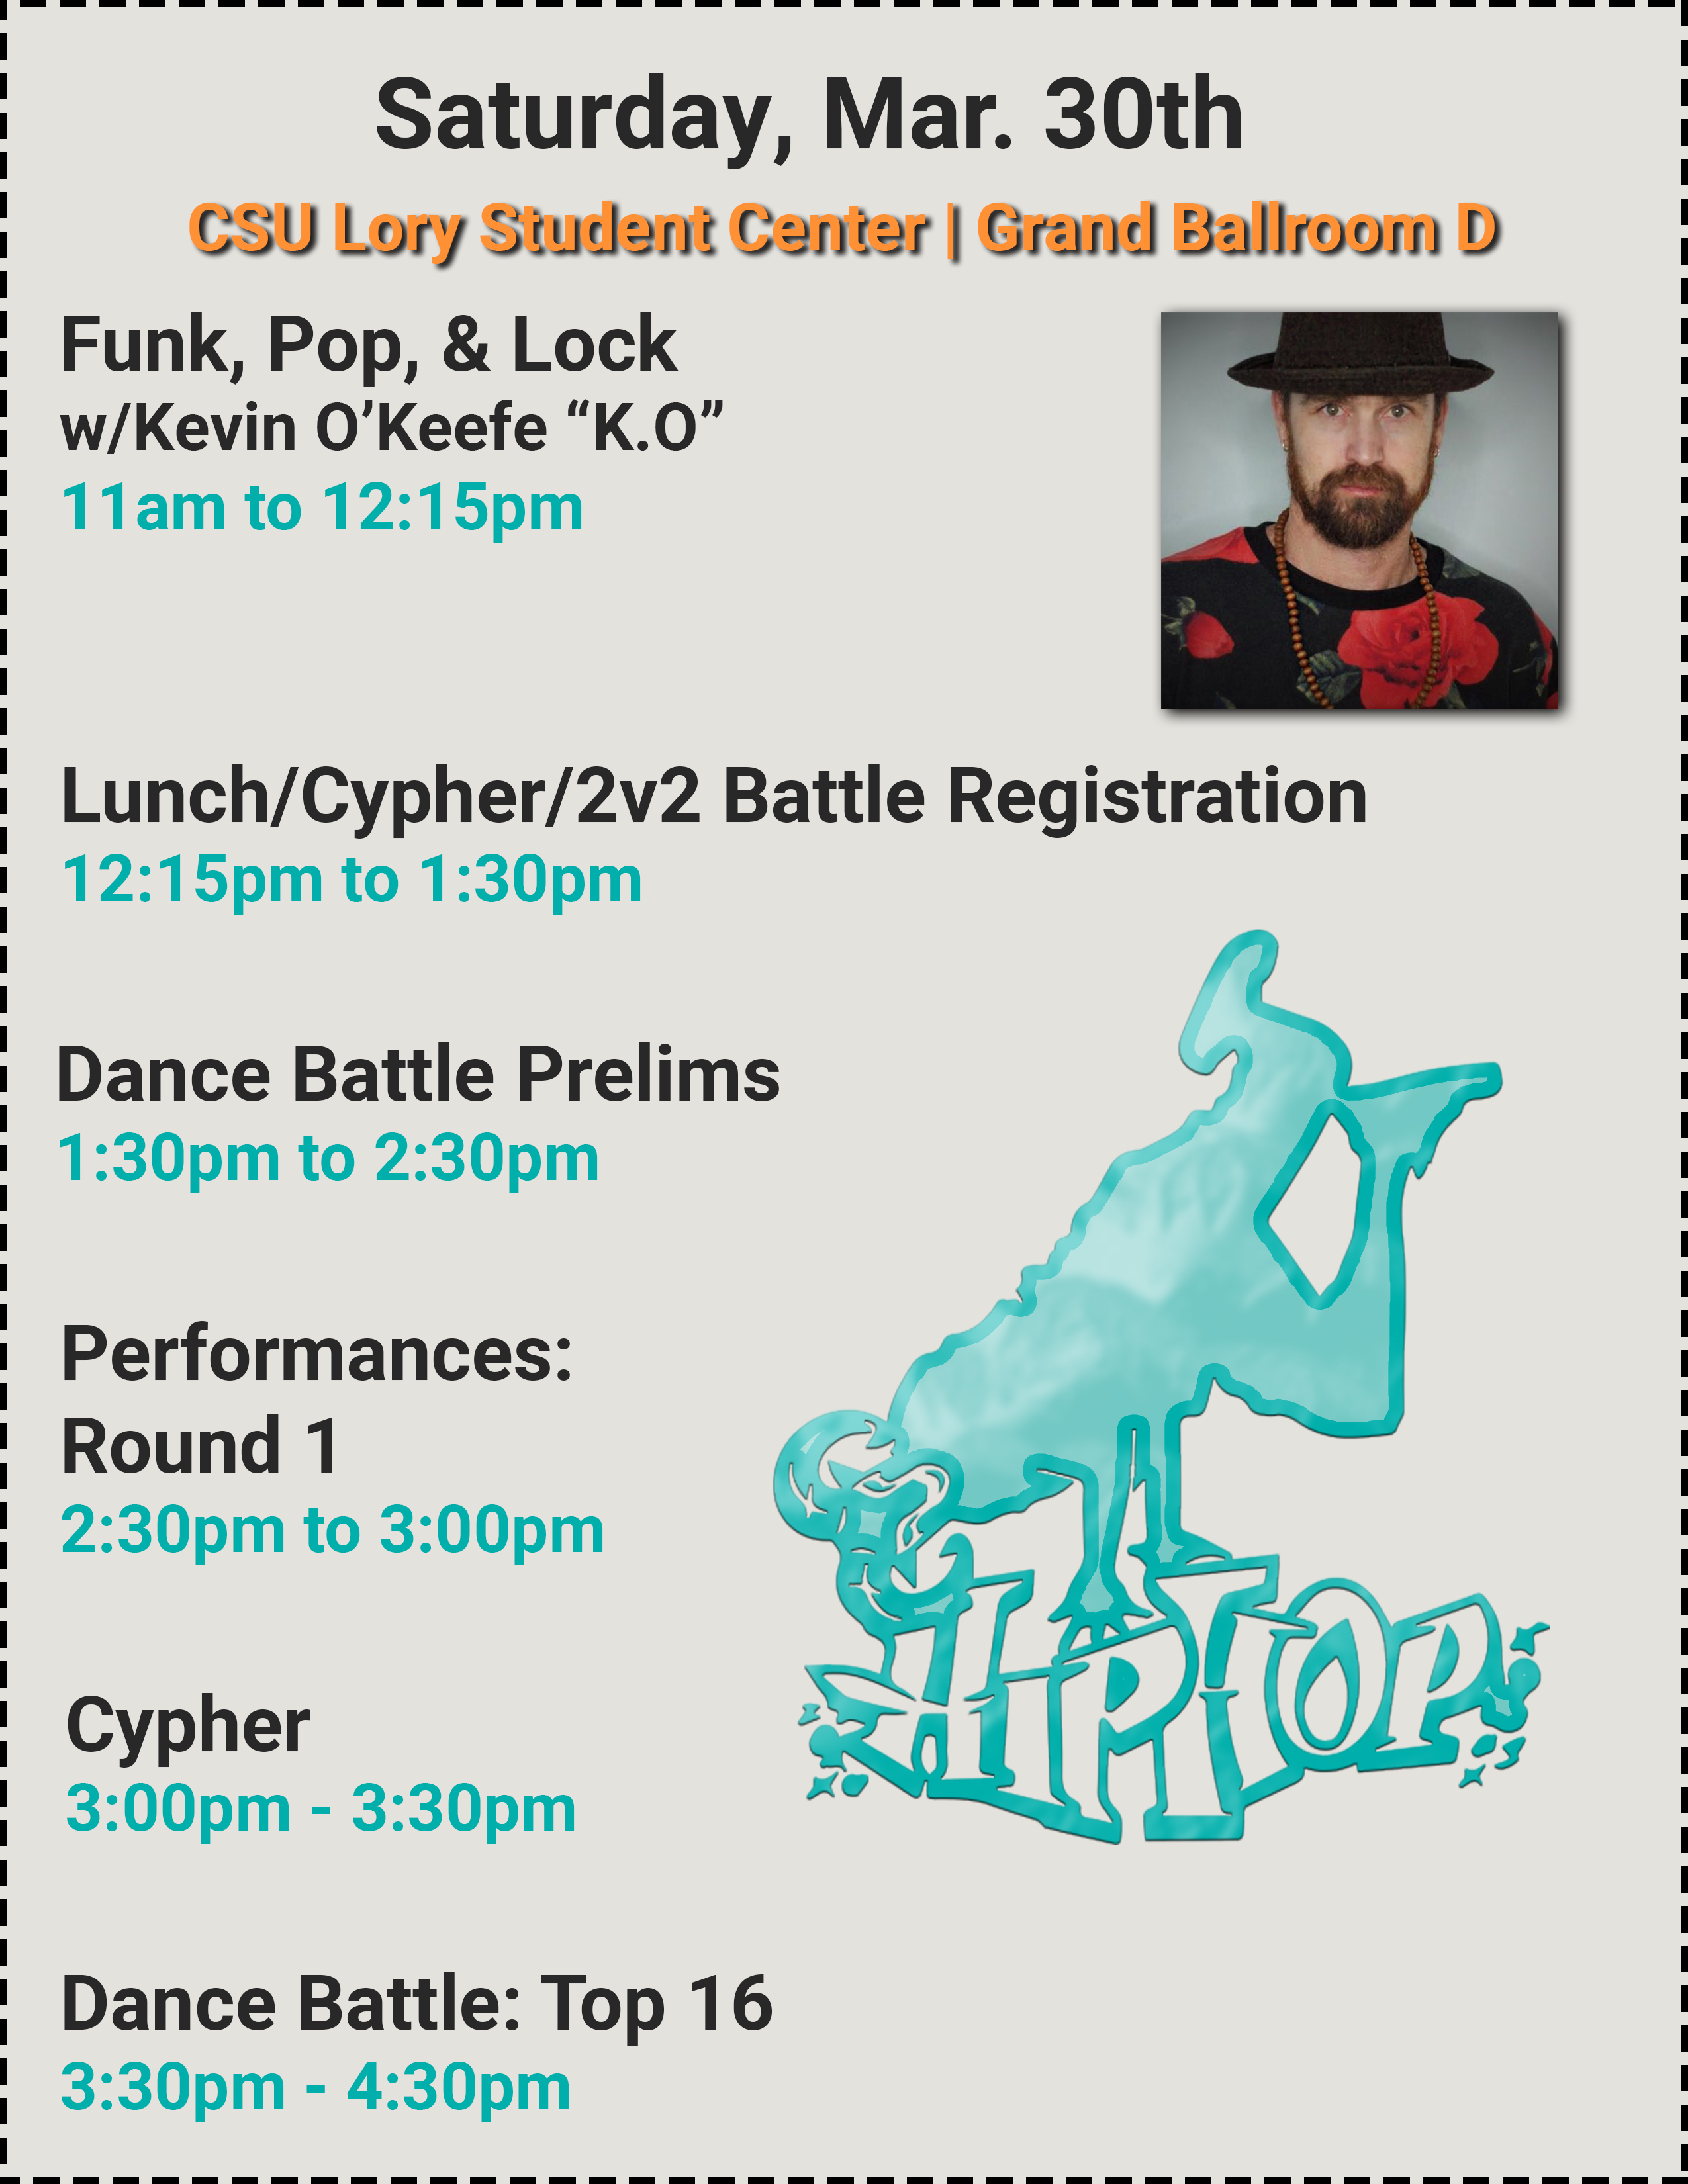 Saturday, Mar. 30th
CSU Lory Student Center | Grand Ballroom D
Funk, Pop, & Lock
w/Kevin O’Keefe “K.O”
11am to 12:15pm
Lunch/Cypher/2v2 Battle Registration
12:15pm to 1:30pm
Dance Battle Prelims
1:30pm to 2:30pm
Performances:
Round 1
2:30pm to 3:00pm
Cypher
3:00pm - 3:30pm
Dance Battle: Top 16
3:30pm - 4:30pm